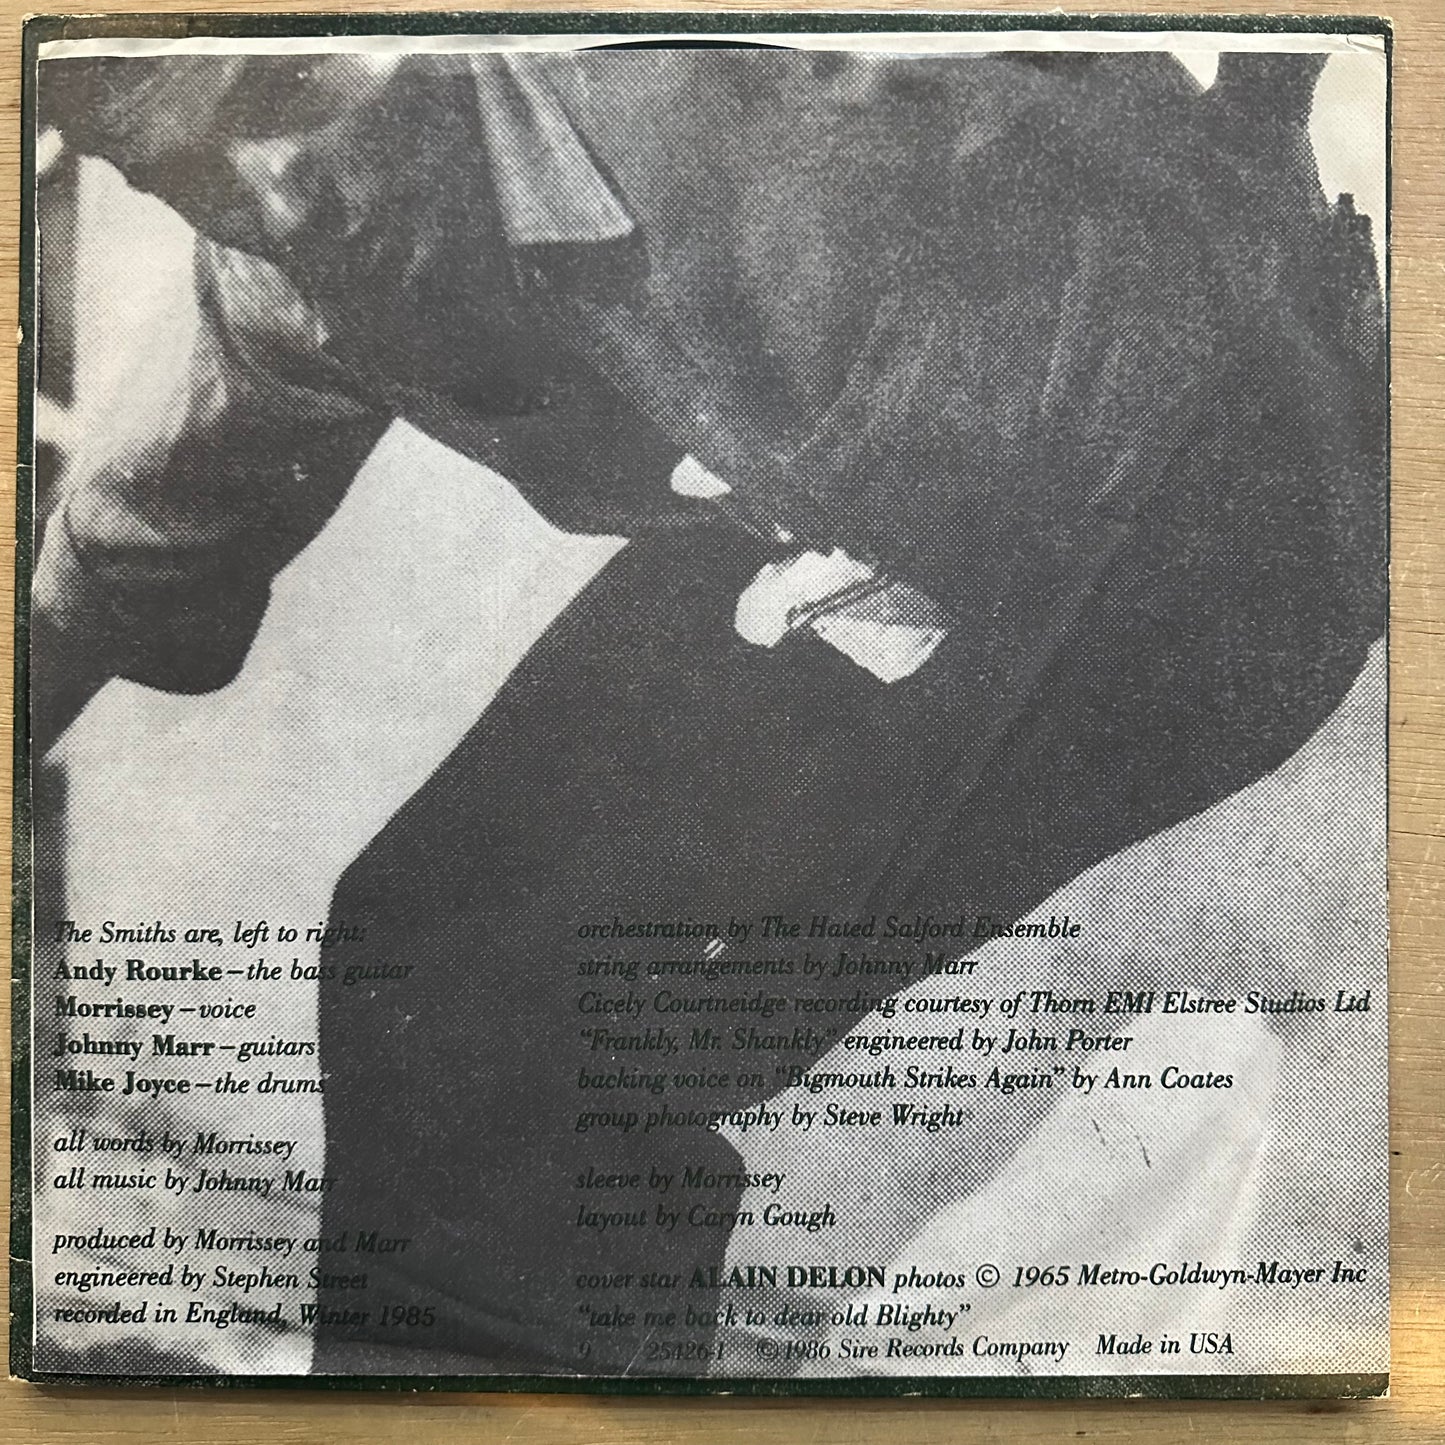 The Smiths are, left to right:
Andy Rourke – the bass guitar
Morrissey – voice
Johnny Marr – guitars
Mike Joyce – the drums
all words by Morrissey
all music by Johnny Marr
produced by Morrissey and Marr
engineered by Stephen Street
recorded in England, Winter 1985
orchestration by The Hated Salford Ensemble
string arrangements by Johnny Marr
Cicely Courtneidge recording courtesy of Thorn EMI Elstree Studios Ltd
“Frankly, Mr. Shankly” engineered by John Porter
backing voice on “Bigmouth Strikes Again” by Ann Coates
group photography by Steve Wright
sleeve by Morrissey
layout by Caryn Gough
cover star ALAIN DELON photos © 1965 Metro-Goldwyn-Mayer Inc
“take me back to dear old Blighty”
9 25426-1 © 1986 Sire Records Company Made in USA